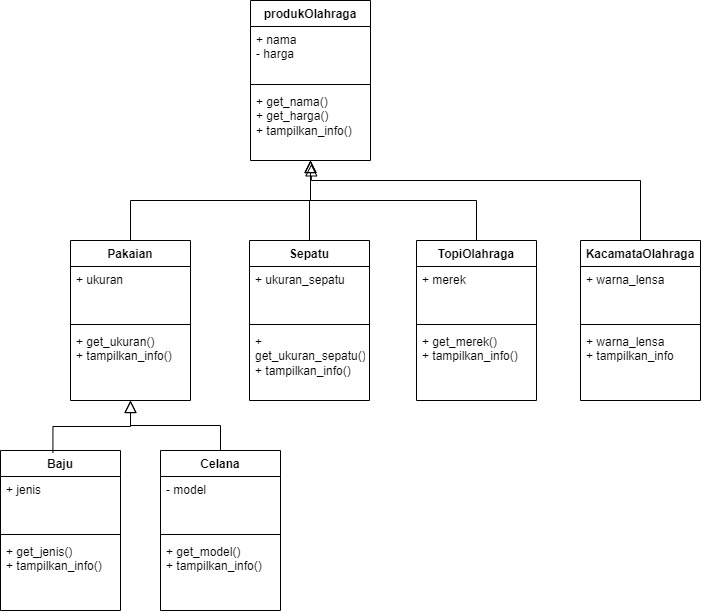 produkOlahraga
+ nama
- harga
+ get_nama()
+ get_harga()
+ tampilkan_info()
Pakaian
+ ukuran
+ get_ukuran()
+ tampilkan_info()
Sepatu
+ ukuran_sepatu
+
get_ukuran_sepatu()
+ tampilkan_info()
TopiOlahraga
+ merek
+ get_merek()
+ tampilkan_info()
KacamataOlahraga
+ warna_lensa
+ warna_lensa
+ tampilkan_info
Baju
+ jenis
+ get_jenis()
+ tampilkan_info()
Celana
- model
+ get_model()
+ tampilkan_info()